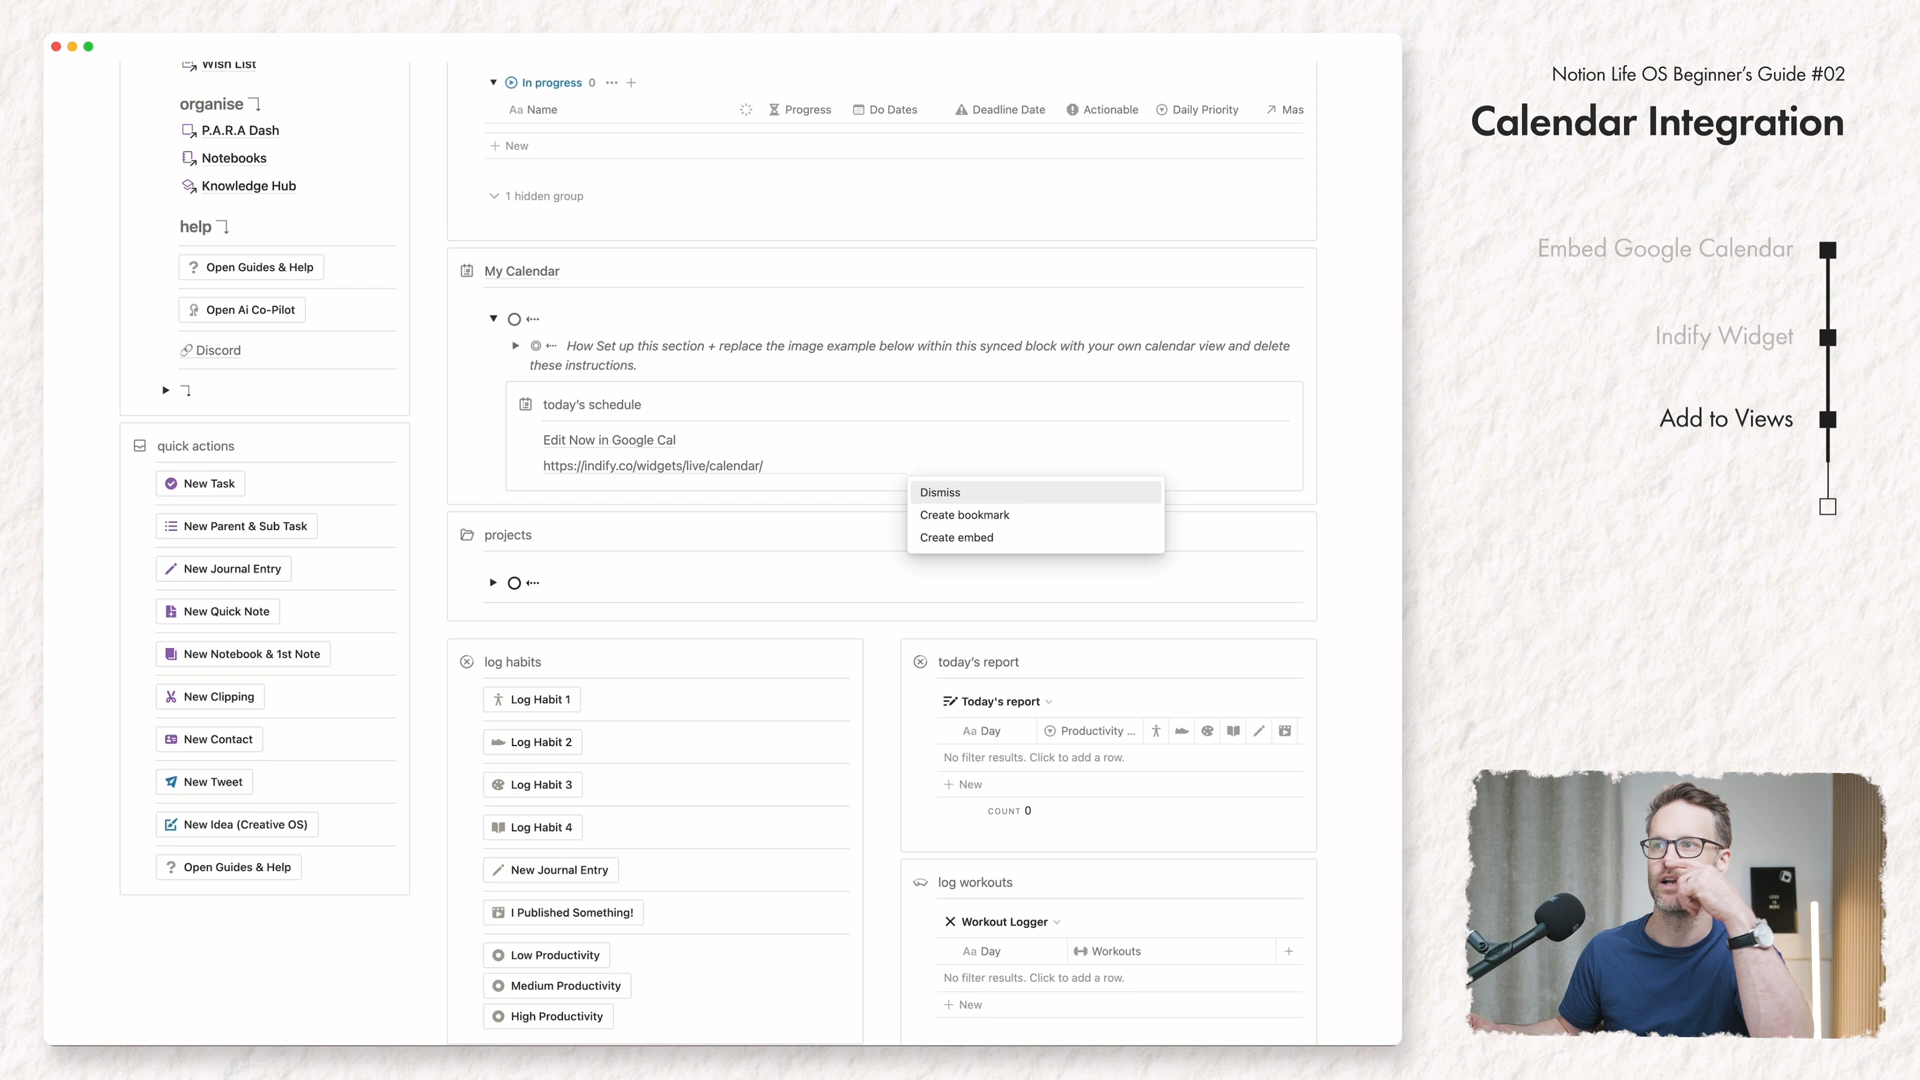 Wish List
organise
P.A.R.A Dash
Notebooks
Knowledge Hub
help
? Open Guides & Help
Open Ai Co-Pilot
Discord
quick actions
New Task
New Parent & Sub Task
New Journal Entry
New Quick Note
New Notebook & 1st Note
New Clipping
New Contact
New Tweet
New Idea (Creative OS)
? Open Guides & Help
In progress 0 ••• +
Aa Name Progress Do Dates Deadline Date Actionable Daily Priority Mas
+ New
1 hidden group
My Calendar
How Set up this section + replace the image example below within this synced block with your own calendar view and delete
these instructions.
today's schedule
Edit Now in Google Cal
https://indify.co/widgets/live/calendar/
Dismiss
Create bookmark
Create embed
projects
log habits
Log Habit 1
Log Habit 2
Log Habit 3
Log Habit 4
New Journal Entry
I Published Something!
Low Productivity
Medium Productivity
High Productivity
today's report
Today's report
Aa Day Productivity ...
No filter results. Click to add a row.
+ New
COUNT 0
log workouts
Workout Logger
Aa Day Workouts +
No filter results. Click to add a row.
+ New
Notion Life OS Beginner's Guide #02
Calendar Integration
Embed Google Calendar
Indify Widget
Add to Views